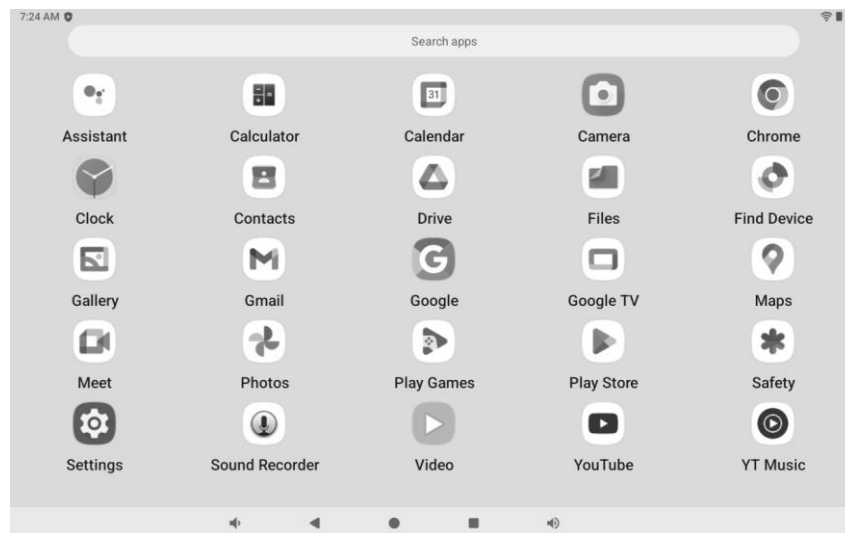 7:24 AM
Search apps
Assistant Calculator Calendar Camera Chrome
31
Clock Contacts Drive Files Find Device
Gallery Gmail Google Google TV Maps
Meet Photos Play Games Play Store Safety
Settings Sound Recorder Video YouTube YT Music